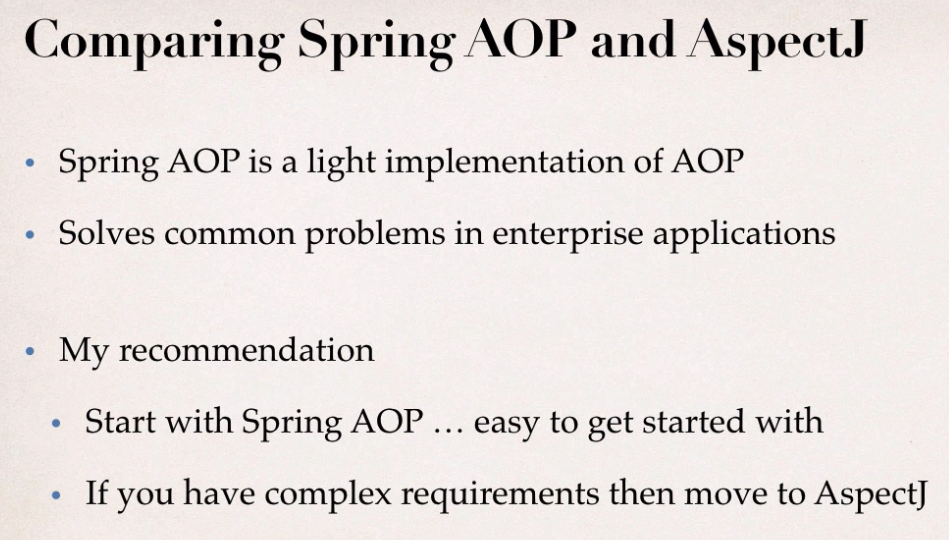 Comparing Spring AOP and AspectJ
• Spring AOP is a light implementation of AOP
• Solves common problems in enterprise applications
• My recommendation
• Start with Spring AOP … easy to get started with
• If you have complex requirements then move to AspectJ